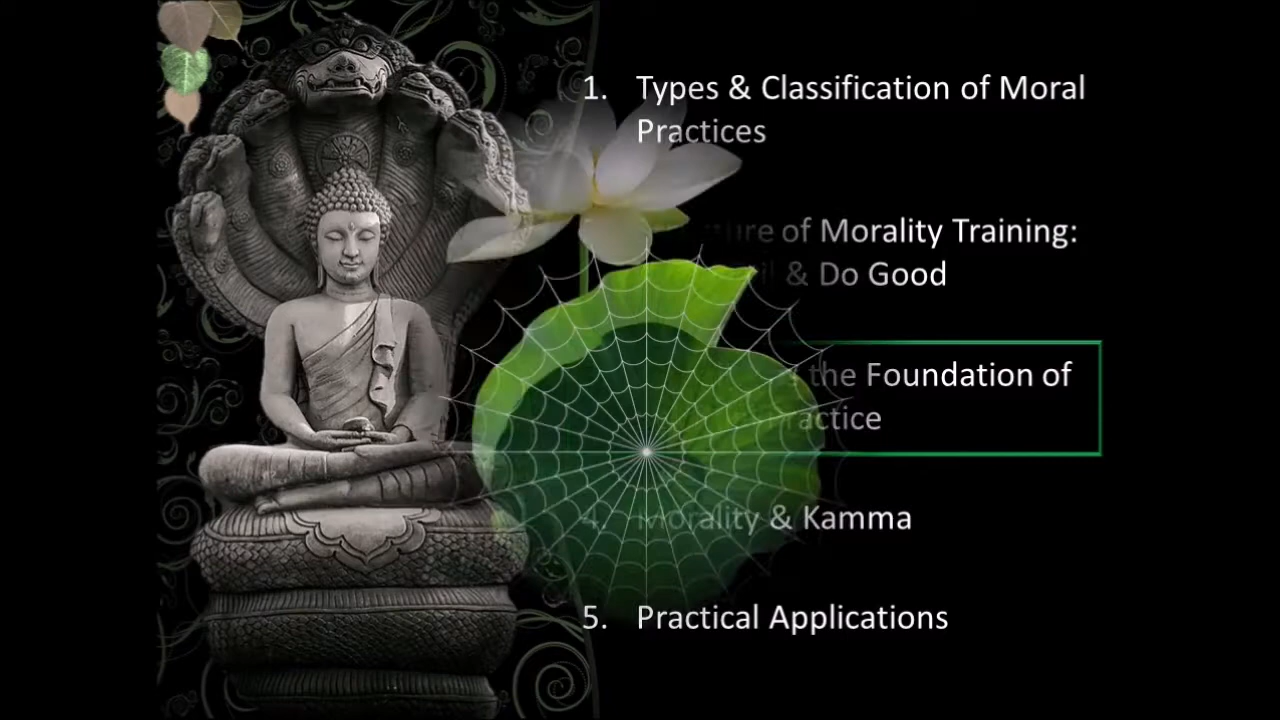 1. Types & Classification of Moral
Practices
of Morality Training:
& Do Good
the Foundation of
4. Morality & Kamma
5. Practical Applications